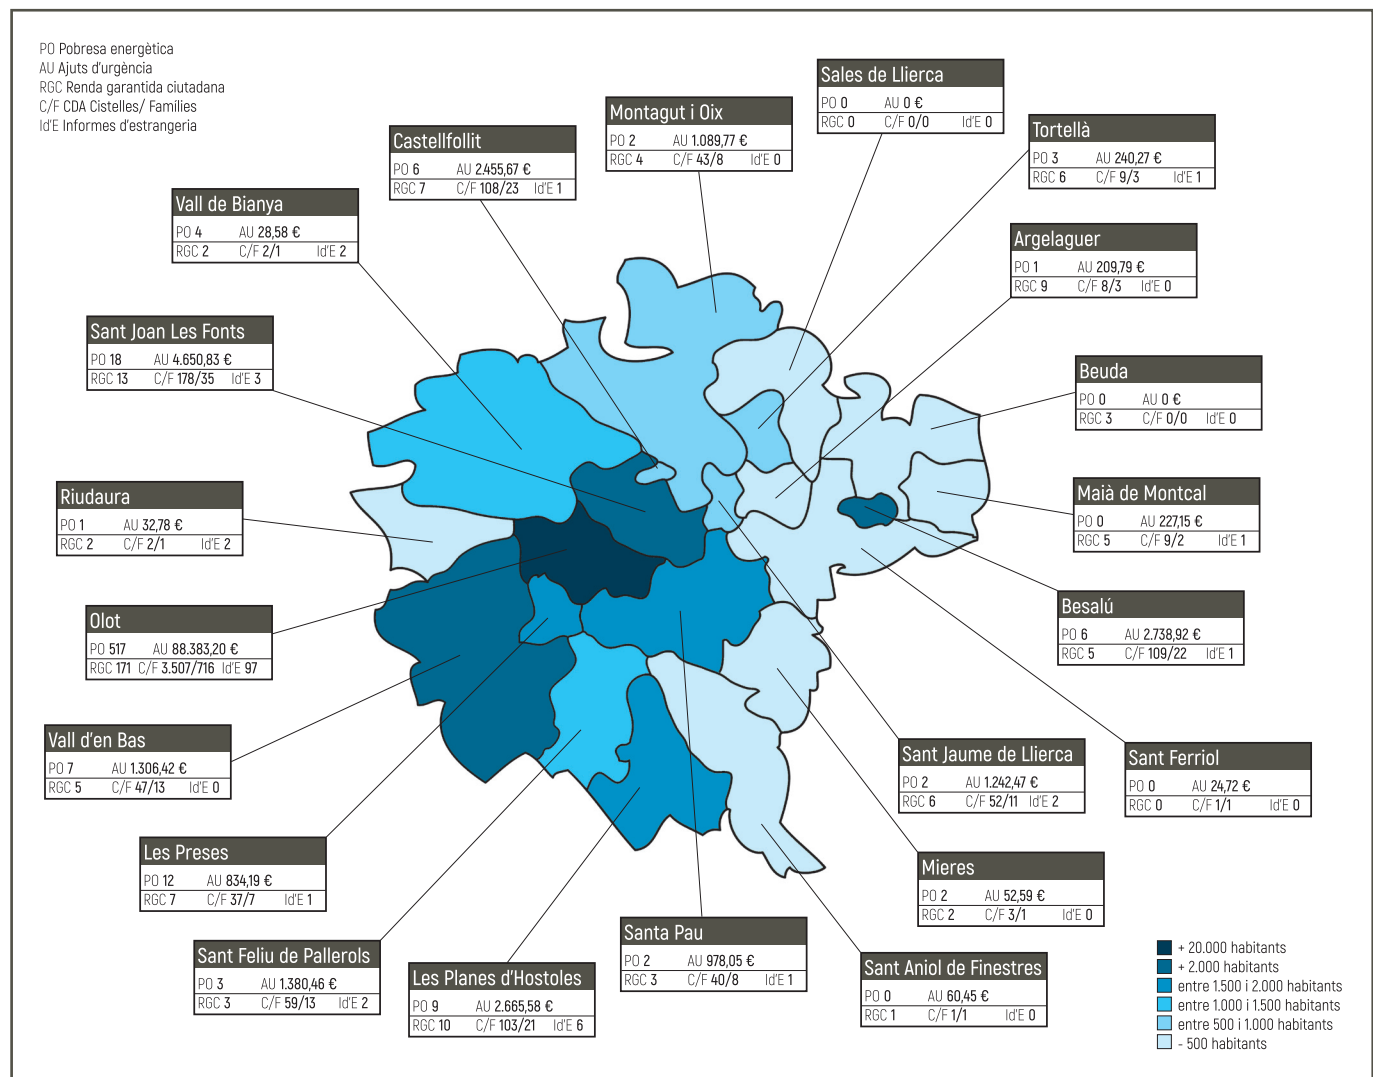 PO Pobresa energètica
AU Ajuts d'urgència
RGC Renda garantida ciutadana
C/F CDA Cistelles/ Famílies
Id'E Informes d'estrangeria
Sales de Llierca
PO 0 AU 0 €
RGC 0 C/F 0/0 Id'E 0
Montagut i Oix
PO 2 AU 1.089,77 €
RGC 4 C/F 43/8 Id'E 0
Tortellà
PO 3 AU 240,27 €
RGC 6 C/F 9/3 Id'E 1
Castellfollit
PO 6 AU 2.455,67 €
RGC 7 C/F 108/23 Id'E 1
Vall de Bianya
PO 4 AU 28,58 €
RGC 2 C/F 2/1 Id'E 2
Argelaguer
PO 1 AU 209,79 €
RGC 9 C/F 8/3 Id'E 0
Sant Joan Les Fonts
PO 18 AU 4.650,83 €
RGC 13 C/F 178/35 Id'E 3
Beuda
PO 0 AU 0 €
RGC 3 C/F 0/0 Id'E 0
Riudaura
PO 1 AU 32,78 €
RGC 2 C/F 2/1 Id'E 2
Maià de Montcal
PO 0 AU 227,15 €
RGC 5 C/F 9/2 Id'E 1
Olot
PO 517 AU 88.383,20 €
RGC 171 C/F 3.507/716 Id'E 97
Besalú
PO 6 AU 2.738,92 €
RGC 5 C/F 109/22 Id'E 1
Vall d'en Bas
PO 7 AU 1.306,42 €
RGC 5 C/F 47/13 Id'E 0
Sant Jaume de Llierca
PO 2 AU 1.242,47 €
RGC 6 C/F 52/11 Id'E 2
Sant Ferriol
PO 0 AU 24,72 €
RGC 0 C/F 1/1 Id'E 0
Les Preses
PO 12 AU 834,19 €
RGC 7 C/F 37/7 Id'E 1
Mieres
PO 2 AU 52,59 €
RGC 2 C/F 3/1 Id'E 0
Santa Pau
PO 2 AU 978,05 €
RGC 3 C/F 40/8 Id'E 1
Sant Feliu de Pallerols
PO 3 AU 1.380,46 €
RGC 3 C/F 59/13 Id'E 2
Les Planes d'Hostoles
PO 9 AU 2.665,58 €
RGC 10 C/F 103/21 Id'E 6
Sant Aniol de Finestres
PO 0 AU 60,45 €
RGC 1 C/F 1/1 Id'E 0
+ 20.000 habitants
+ 2.000 habitants
entre 1.500 i 2.000 habitants
entre 1.000 i 1.500 habitants
entre 500 i 1.000 habitants
- 500 habitants